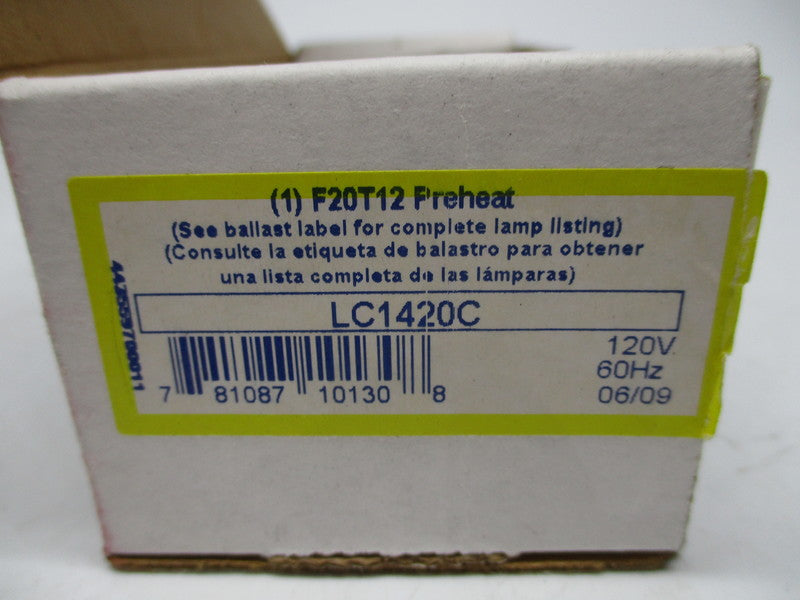 (1) F20T12 Preheat
(See ballast label for complete lamp listing)
(Consulte la etiqueta de balastro para obtener
una lista completa de las lámparas)
LC1420C
120V
60Hz
06/09
7 81087 10130 8